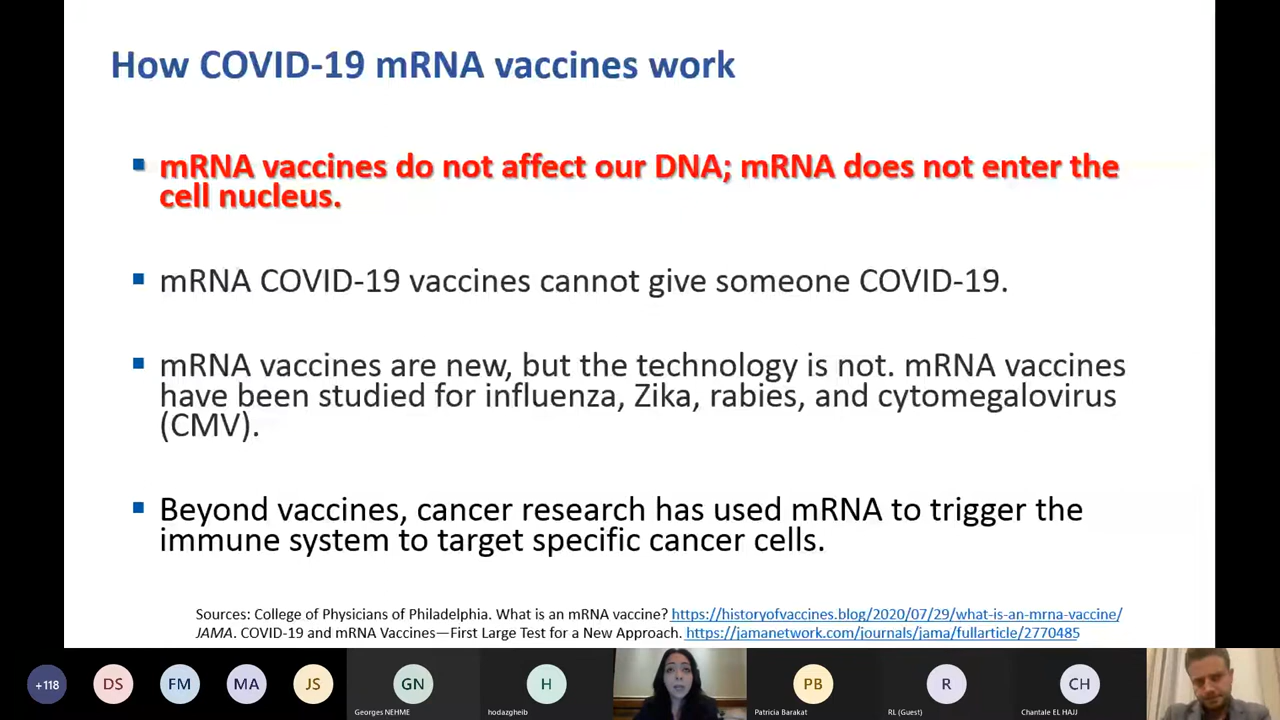 How COVID-19 mRNA vaccines work
mRNA vaccines do not affect our DNA; mRNA does not enter the
cell nucleus.
mRNA COVID-19 vaccines cannot give someone COVID-19.
mRNA vaccines are new, but the technology is not. mRNA vaccines
have been studied for influenza, Zika, rabies, and cytomegalovirus
(CMV).
Beyond vaccines, cancer research has used mRNA to trigger the
immune system to target specific cancer cells.
Sources: College of Physicians of Philadelphia. What is an mRNA vaccine? https://historyofvaccines.blog/2020/07/29/what-is-an-mrna-vaccine/
JAMA. COVID-19 and mRNA Vaccines—First Large Test for a New Approach. https://jamanetwork.com/journals/jama/fullarticle/2770485
+118 DS FM MA JS GN H PB R CH
Georges NEHME hodazgheib Patricia Barakat RL (Guest) Chantale EL HAJJ